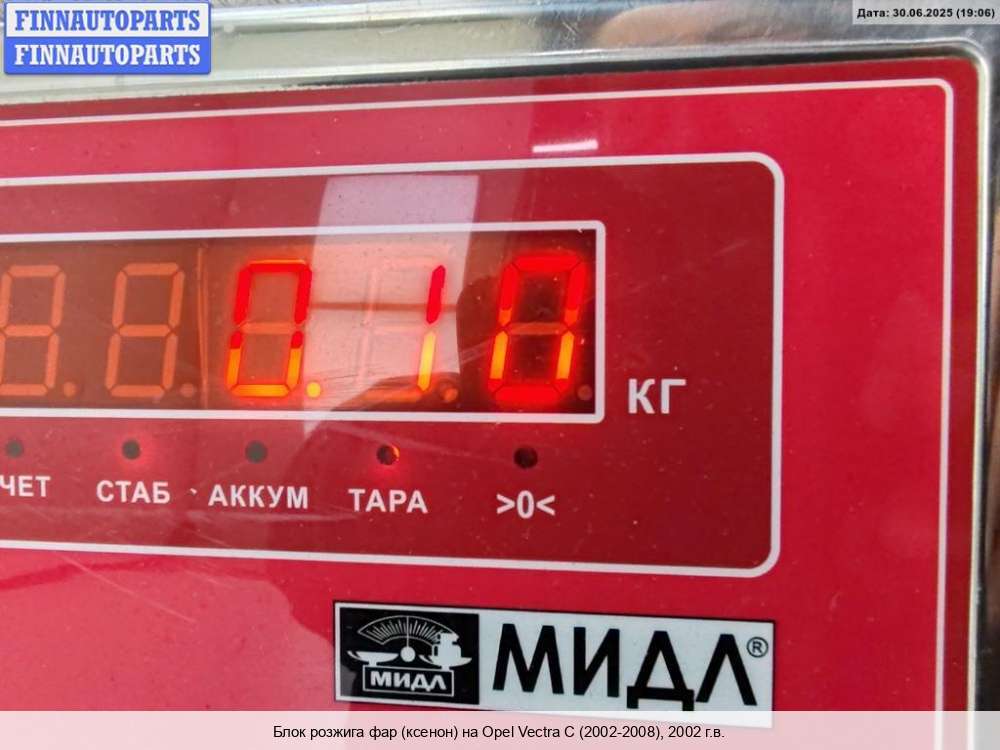 FINNAUTOPARTS
FINNAUTOPARTS
Дата: 30.06.2025 (19:06)
0.10
КГ
ЧЕТ
СТАБ
АККУМ
ТАРА
>0<
МИДЛ
МИДЛ®
Блок розжига фар (ксенон) на Opel Vectra C (2002-2008), 2002 г.в.